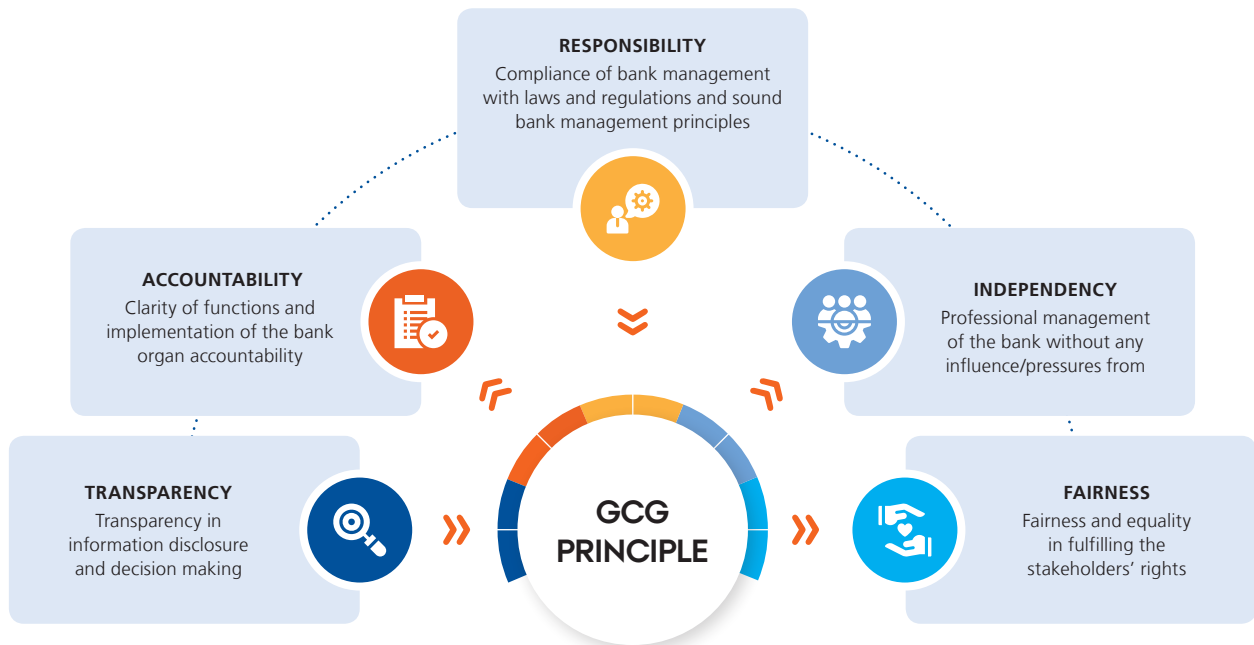 RESPONSIBILITY
Compliance of bank management
with laws and regulations and sound
bank management principles
ACCOUNTABILITY
Clarity of functions and
implementation of the bank
organ accountability
INDEPENDENCY
Professional management
of the bank without any
influence/pressures from
TRANSPARENCY
Transparency in
information disclosure
and decision making
GCG
PRINCIPLE
FAIRNESS
Fairness and equality
in fulfilling the
stakeholders’ rights